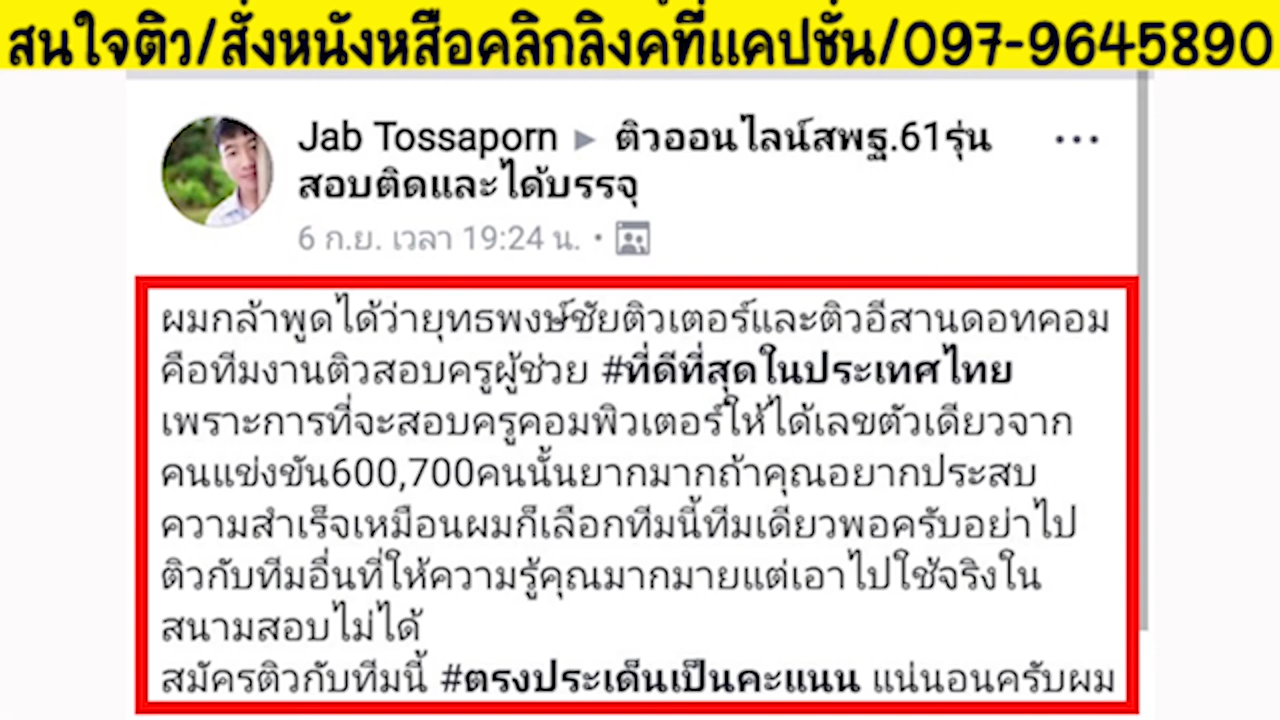 สนใจติว/สั่งหนังหสือคลิกลิงค์ที่แคปชั่น/097-9645890
Jab Tossaporn ▸ ติวออนไลน์สพฐ.61รุ่น
สอบติดและได้บรรจุ
6 ก.ย. เวลา 19:24 น. ·
ผมกล้าพูดได้ว่ายุทธพงษ์ชัยติวเตอร์และติวอีสานดอทคอม
คือทีมงานติวสอบครูผู้ช่วย #ที่ดีที่สุดในประเทศไทย
เพราะการที่จะสอบครูคอมพิวเตอร์ให้ได้เลขตัวเดียวจาก
คนแข่งขัน600,700คนนั้นยากมากถ้าคุณอยากประสบ
ความสำเร็จเหมือนผมก็เลือกทีมนี้ทีมเดียวพอครับอย่าไป
ติวกับทีมอื่นที่ให้ความรู้คุณมากมายแต่เอาไปใช้จริงใน
สนามสอบไม่ได้
สมัครติวกับทีมนี้ #ตรงประเด็นเป็นคะแนน แน่นอนครับผม